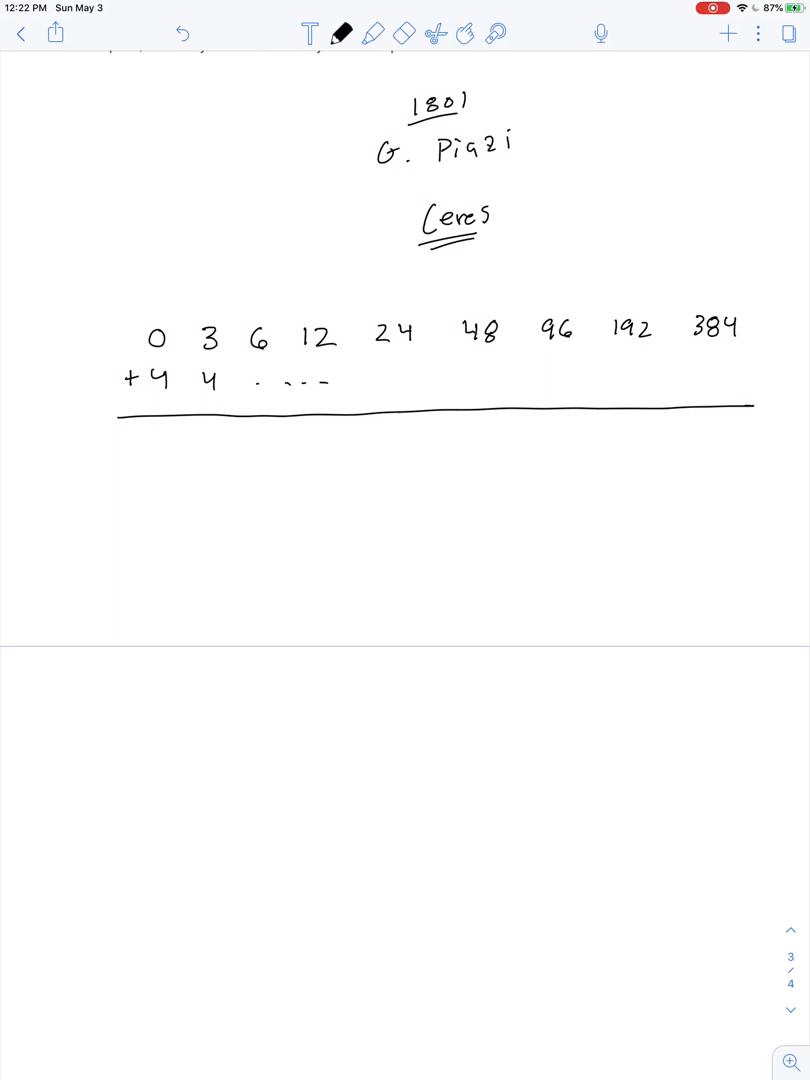 12:22 PM Sun May 3
87%
T
1801
G. Piazi
Ceres
0 3 6 12 24 48 96 192 384
+4 4 . . . . –
3
/
4